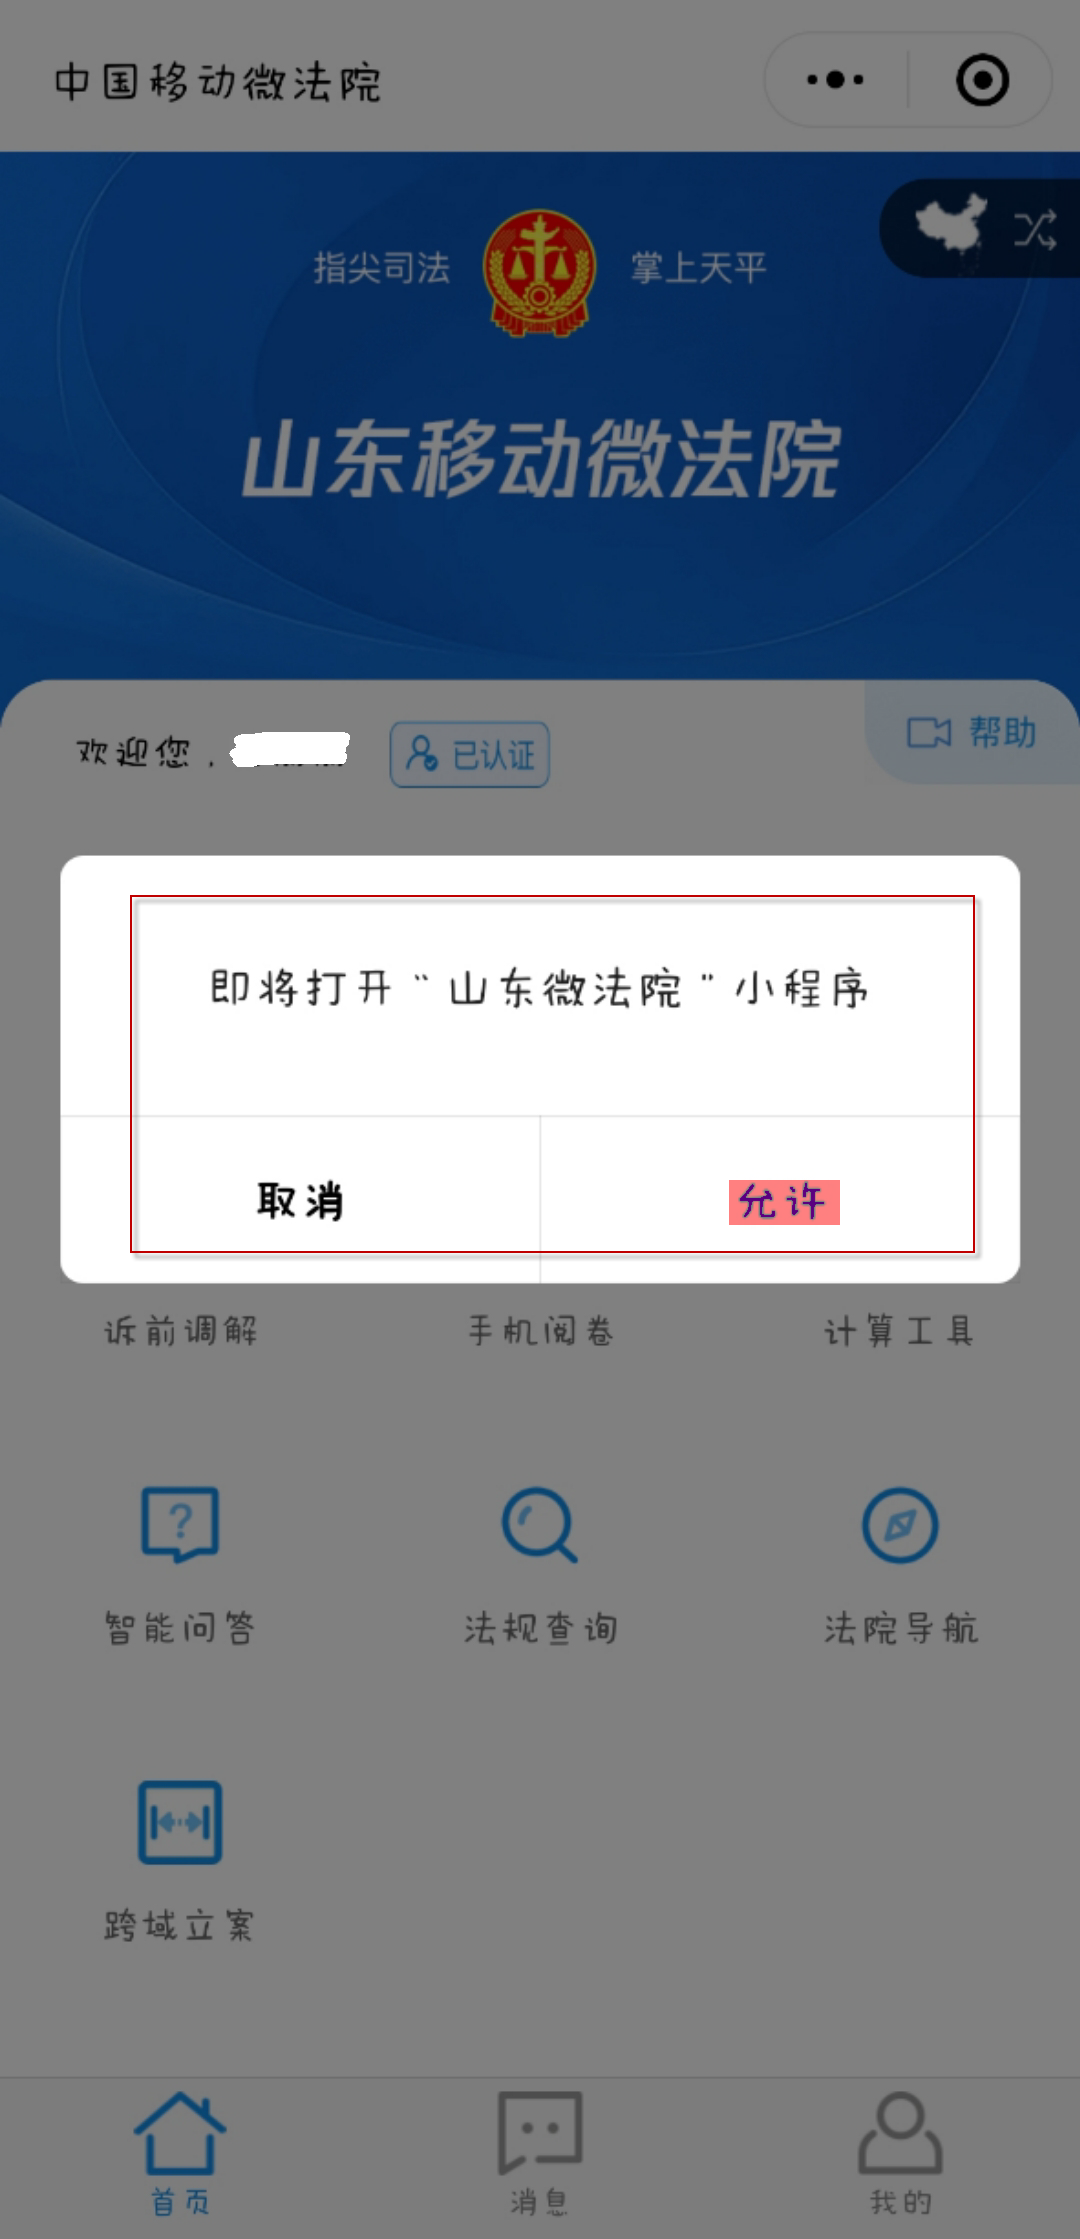 中国移动微法院
指尖司法 掌上天平
山东移动微法院
欢迎您，
已认证
帮助
即将打开“山东微法院”小程序
取消 允许
诉前调解 手机阅卷 计算工具
智能问答 法规查询 法院导航
跨域立案
首页 消息 我的